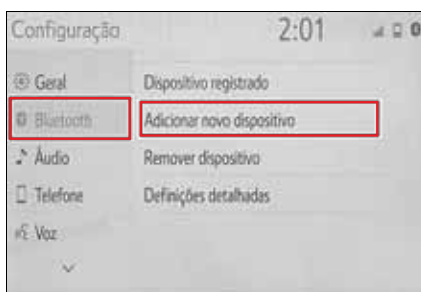 Configuração 2:01
Geral
Bluetooth
Áudio
Telefone
Voz
Dispositivo registrado
Adicionar novo dispositivo
Remover dispositivo
Definições detalhadas